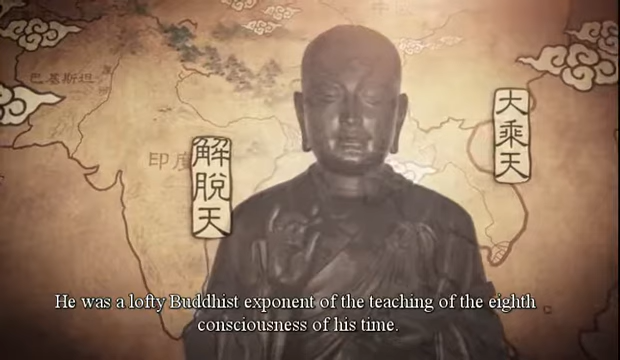 巴基斯坦
印度
解脫天
大乘天
He was a lofty Buddhist exponent of the teaching of the eighth
consciousness of his time.